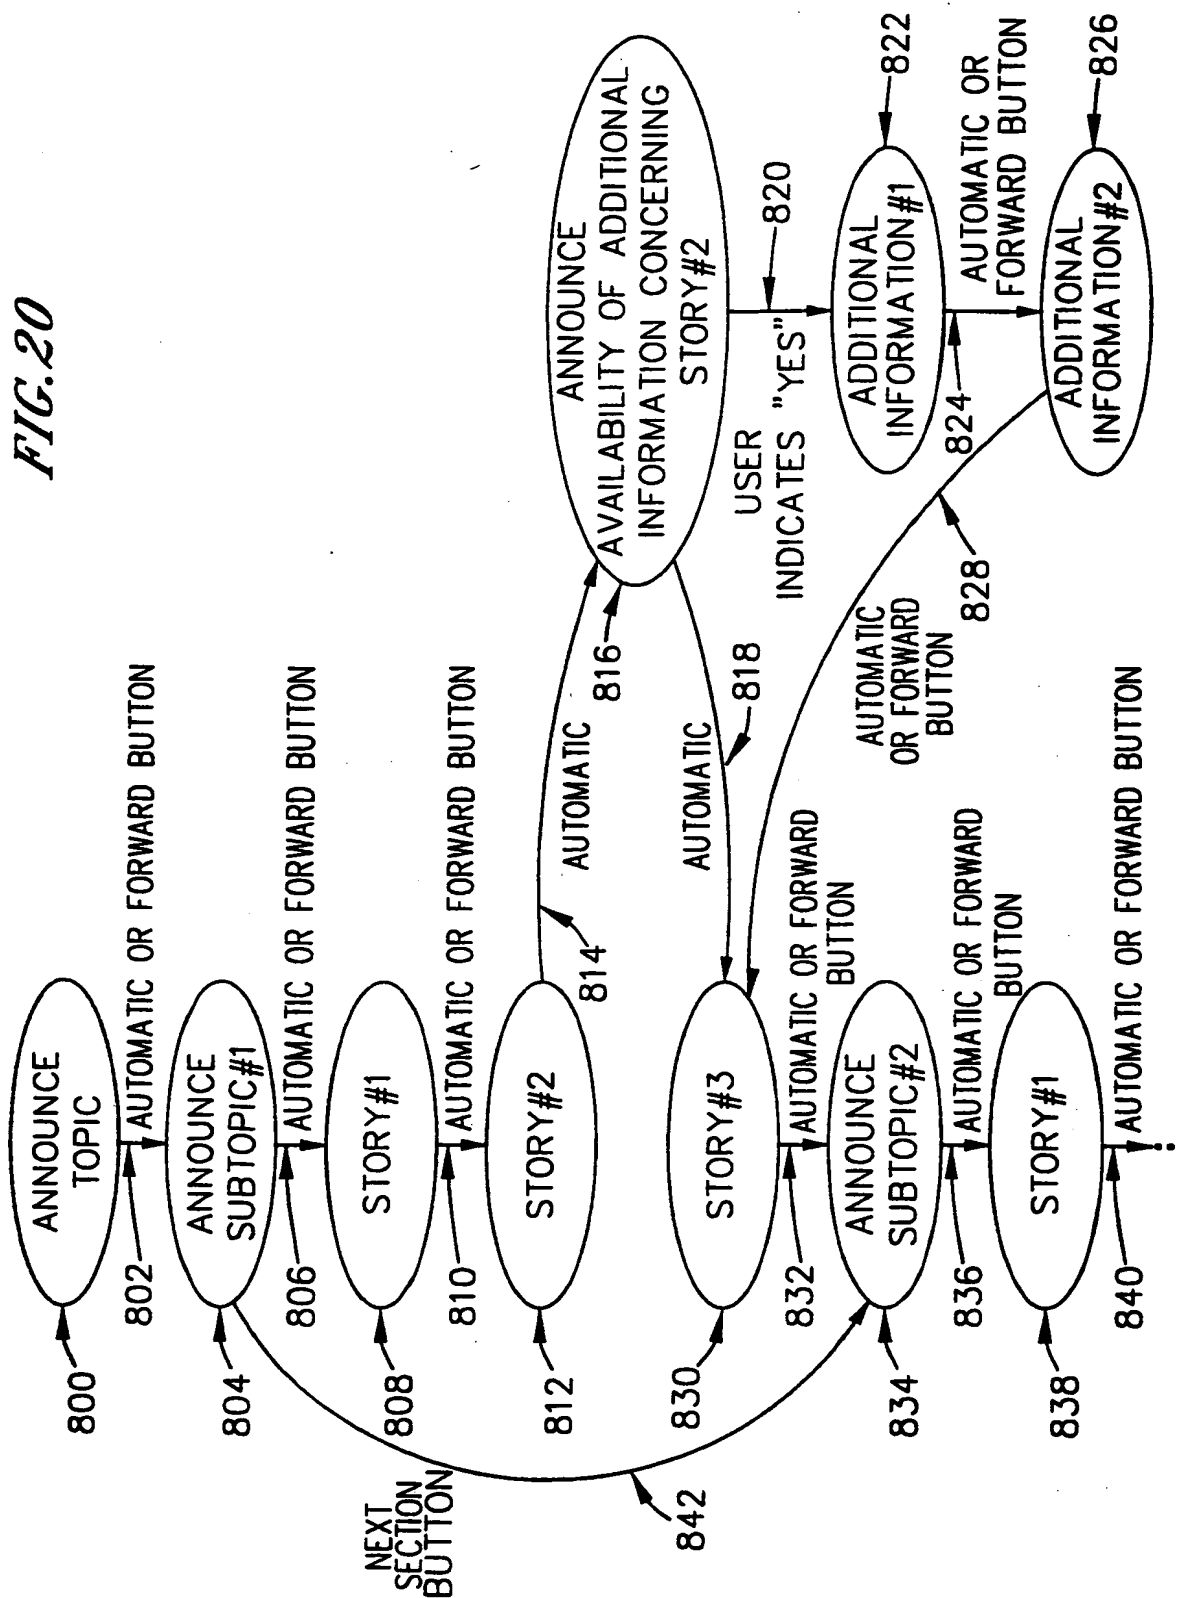 FIG.20
ANNOUNCE
TOPIC
800
802
AUTOMATIC OR FORWARD BUTTON
ANNOUNCE
SUBTOPIC#1
804
806
AUTOMATIC OR FORWARD BUTTON
STORY#1
808
810
AUTOMATIC OR FORWARD BUTTON
STORY#2
812
814
AUTOMATIC
ANNOUNCE
AVAILABILITY OF ADDITIONAL
INFORMATION CONCERNING
STORY#2
816
AUTOMATIC
818
USER
INDICATES "YES"
820
ADDITIONAL
INFORMATION#1
822
824
AUTOMATIC OR
FORWARD BUTTON
ADDITIONAL
INFORMATION#2
826
828
AUTOMATIC
OR FORWARD
BUTTON
STORY#3
830
832
AUTOMATIC OR FORWARD
BUTTON
ANNOUNCE
SUBTOPIC#2
834
836
AUTOMATIC OR FORWARD
BUTTON
STORY#1
838
840
AUTOMATIC OR FORWARD BUTTON
NEXT
SECTION
BUTTON
842